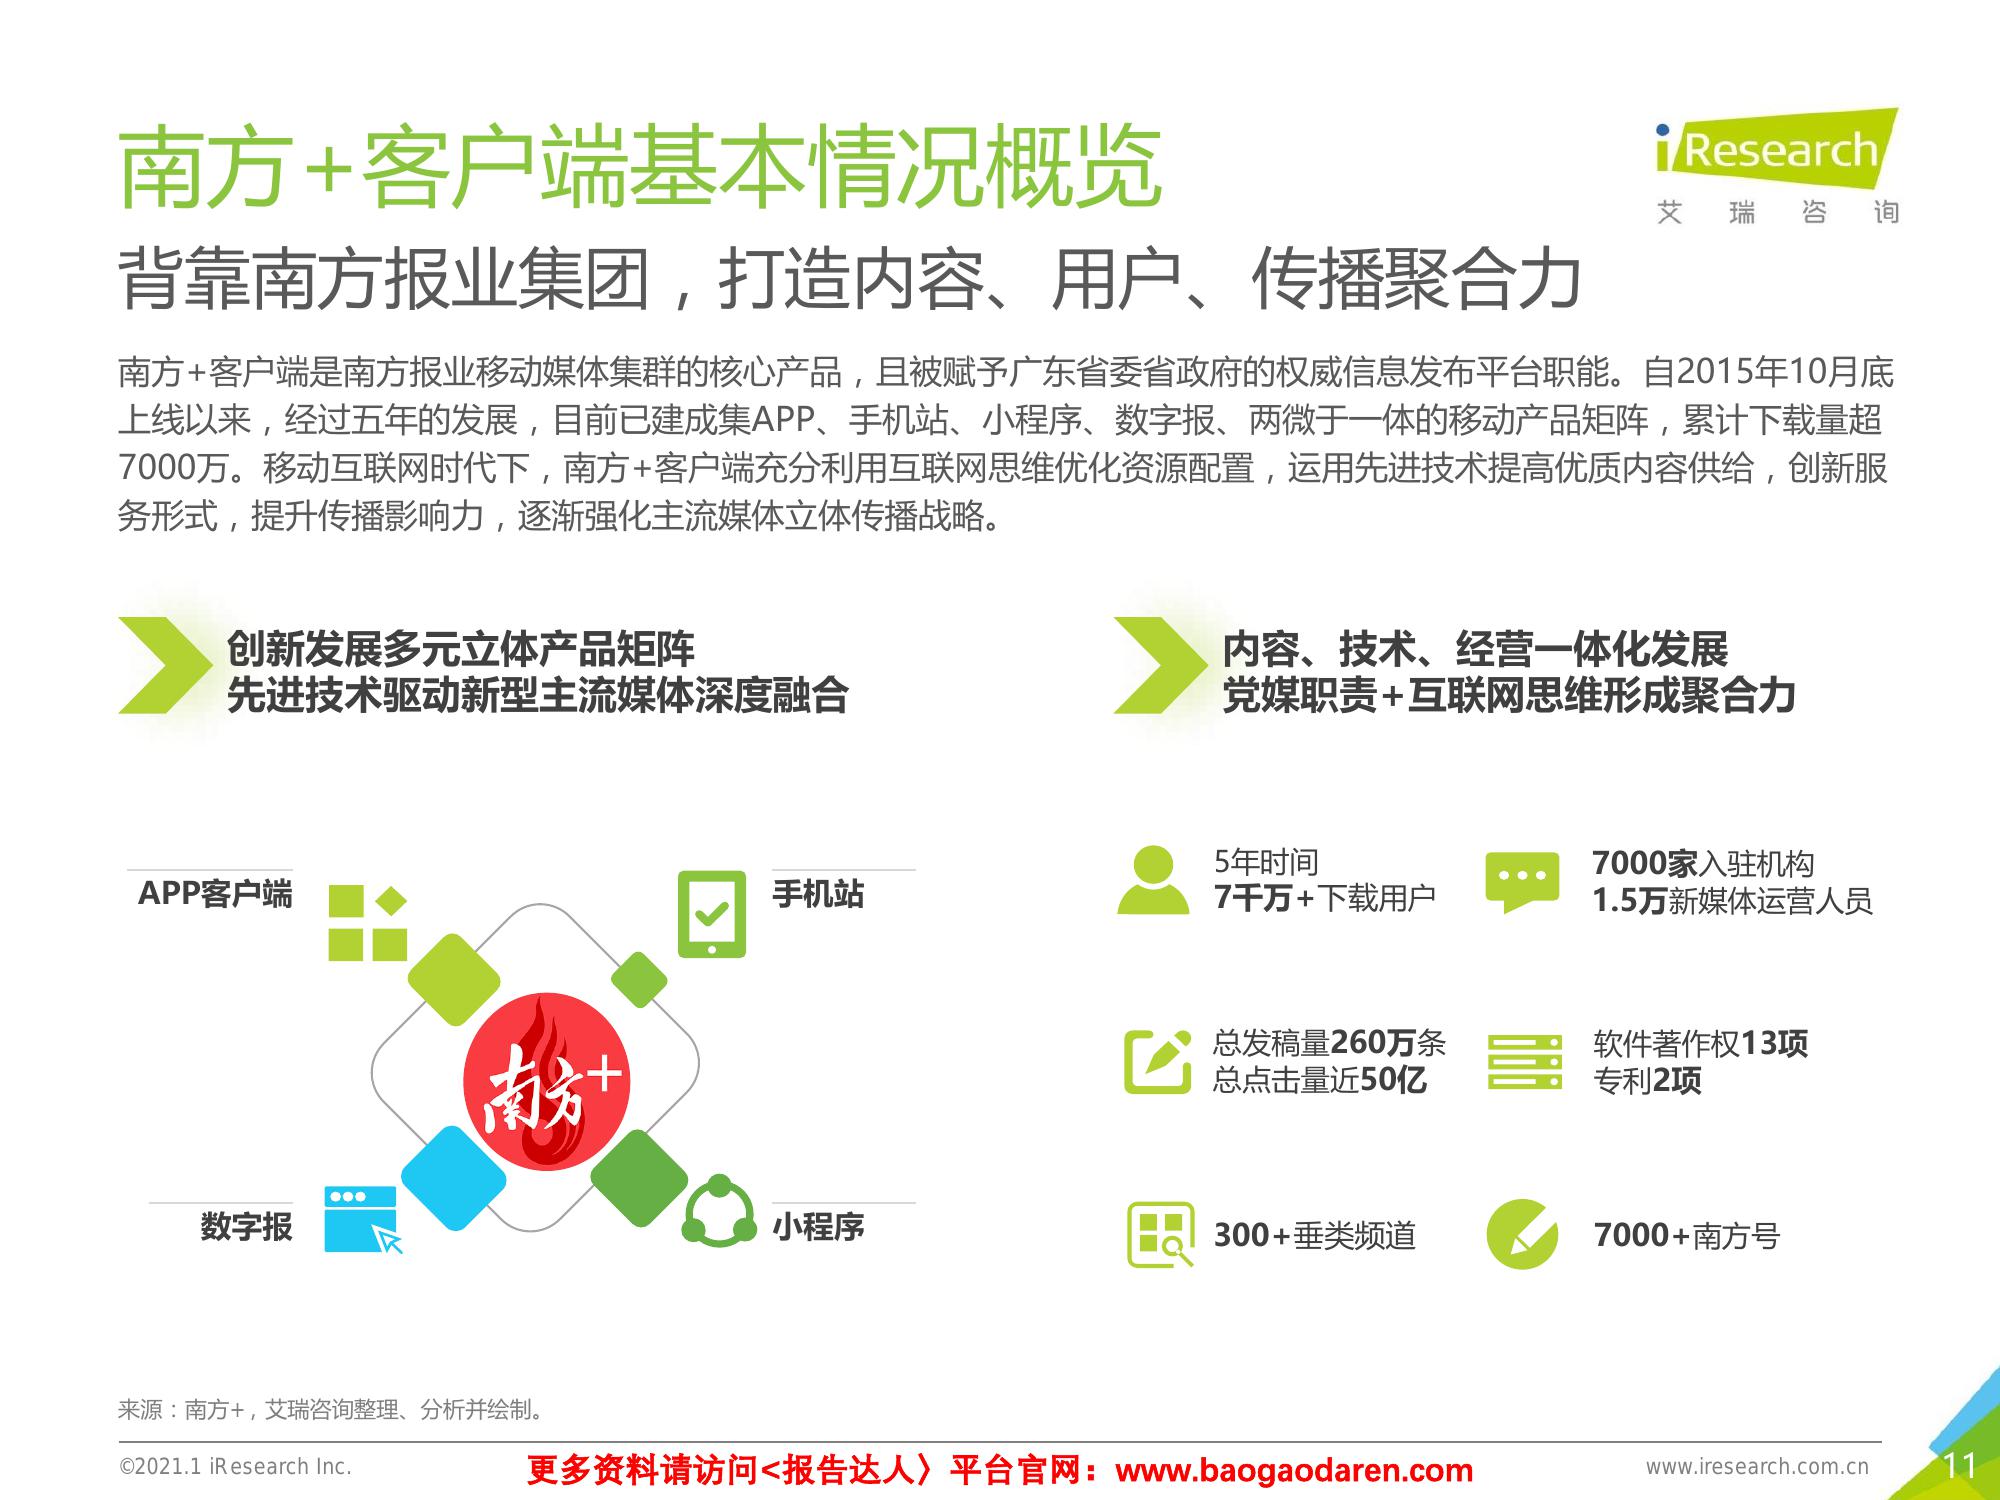 南方+客户端基本情况概览
iResearch
艾瑞咨询
背靠南方报业集团，打造内容、用户、传播聚合力
南方+客户端是南方报业移动媒体集群的核心产品，且被赋予广东省委省政府的权威信息发布平台职能。自2015年10月底
上线以来，经过五年的发展，目前已建成集APP、手机站、小程序、数字报、两微于一体的移动产品矩阵，累计下载量超
7000万。移动互联网时代下，南方+客户端充分利用互联网思维优化资源配置，运用先进技术提高优质内容供给，创新服
务形式，提升传播影响力，逐渐强化主流媒体立体传播战略。
创新发展多元立体产品矩阵
先进技术驱动新型主流媒体深度融合
APP客户端
手机站
南方+
数字报
小程序
内容、技术、经营一体化发展
党媒职责+互联网思维形成聚合力
5年时间
7千万+下载用户
7000家入驻机构
1.5万新媒体运营人员
总发稿量260万条
总点击量近50亿
软件著作权13项
专利2项
300+垂类频道
7000+南方号
来源：南方+，艾瑞咨询整理、分析并绘制。
©2021.1 iResearch Inc.
更多资料请访问<报告达人〉平台官网：www.baogaodaren.com
www.iresearch.com.cn
11